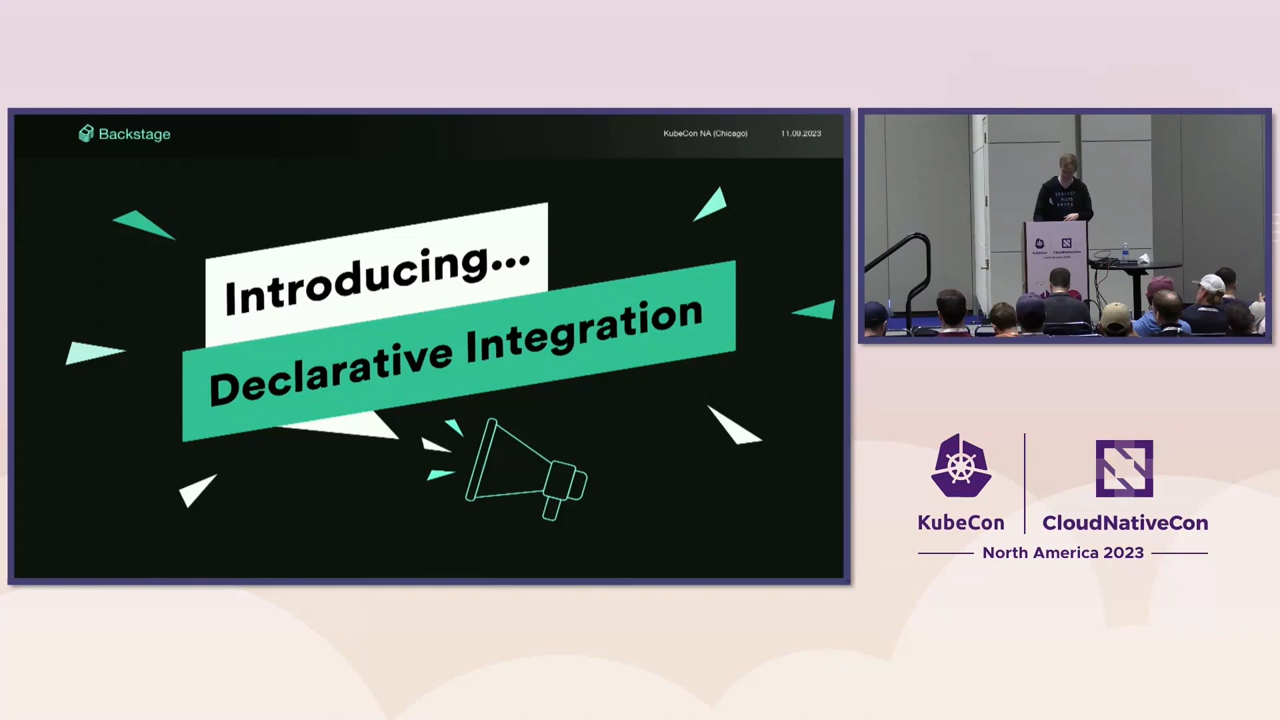 Backstage
KubeCon NA (Chicago)
11.09.2023
Introducing...
Declarative Integration
KubeCon
CloudNativeCon
North America 2023